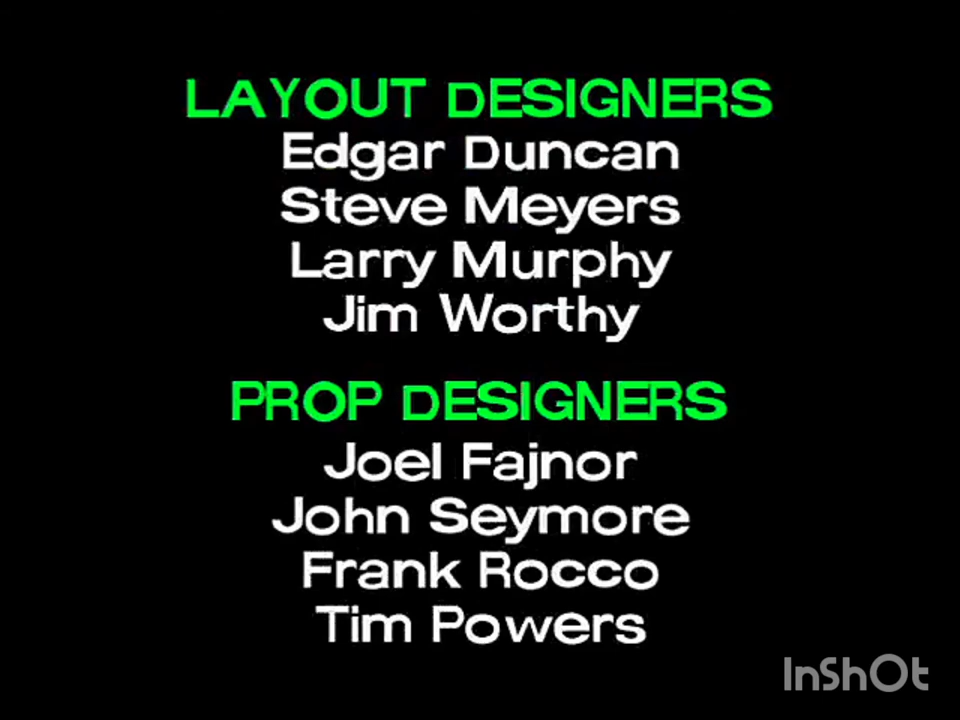 LAYOUT DESIGNERS
Edgar Duncan
Steve Meyers
Larry Murphy
Jim Worthy
PROP DESIGNERS
Joel Fajnor
John Seymore
Frank Rocco
Tim Powers
InShOt